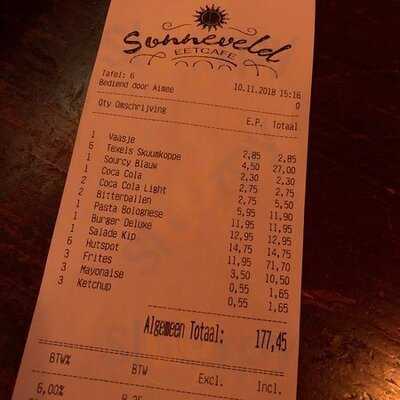 Sonneveld
EETCAFE
Tafel: 6 10.11.2018 15:16
Bediend door Aimee 0
Qty Omschrijving E.P. Totaal
1 Vaasje 2,85 2,85
6 Texels Skuumkoppe 4,50 27,00
1 Sourcy Blauw 2,30 2,30
1 Coca Cola 2,75 2,75
2 Coca Cola Light 2,75 5,50
2 Bitterballen 5,95 11,90
1 Pasta Bolognese 11,95 11,95
1 Burger Deluxe 12,95 12,95
1 Salade Kip 14,75 14,75
6 Hutspot 11,95 71,70
3 Frites 3,50 10,50
3 Mayonaise 0,55 1,65
3 Ketchup 0,55 1,65
Algemeen Totaal: 177,45
BTW% BTW Excl. Incl.
6,00%